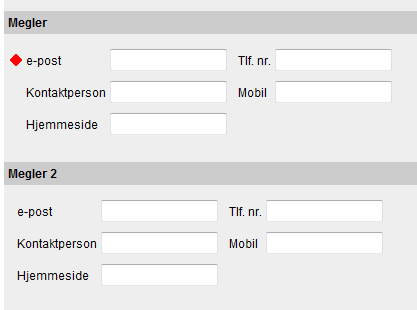 Megler
e-post Tlf. nr.
Kontaktperson Mobil
Hjemmeside
Megler 2
e-post Tlf. nr.
Kontaktperson Mobil
Hjemmeside